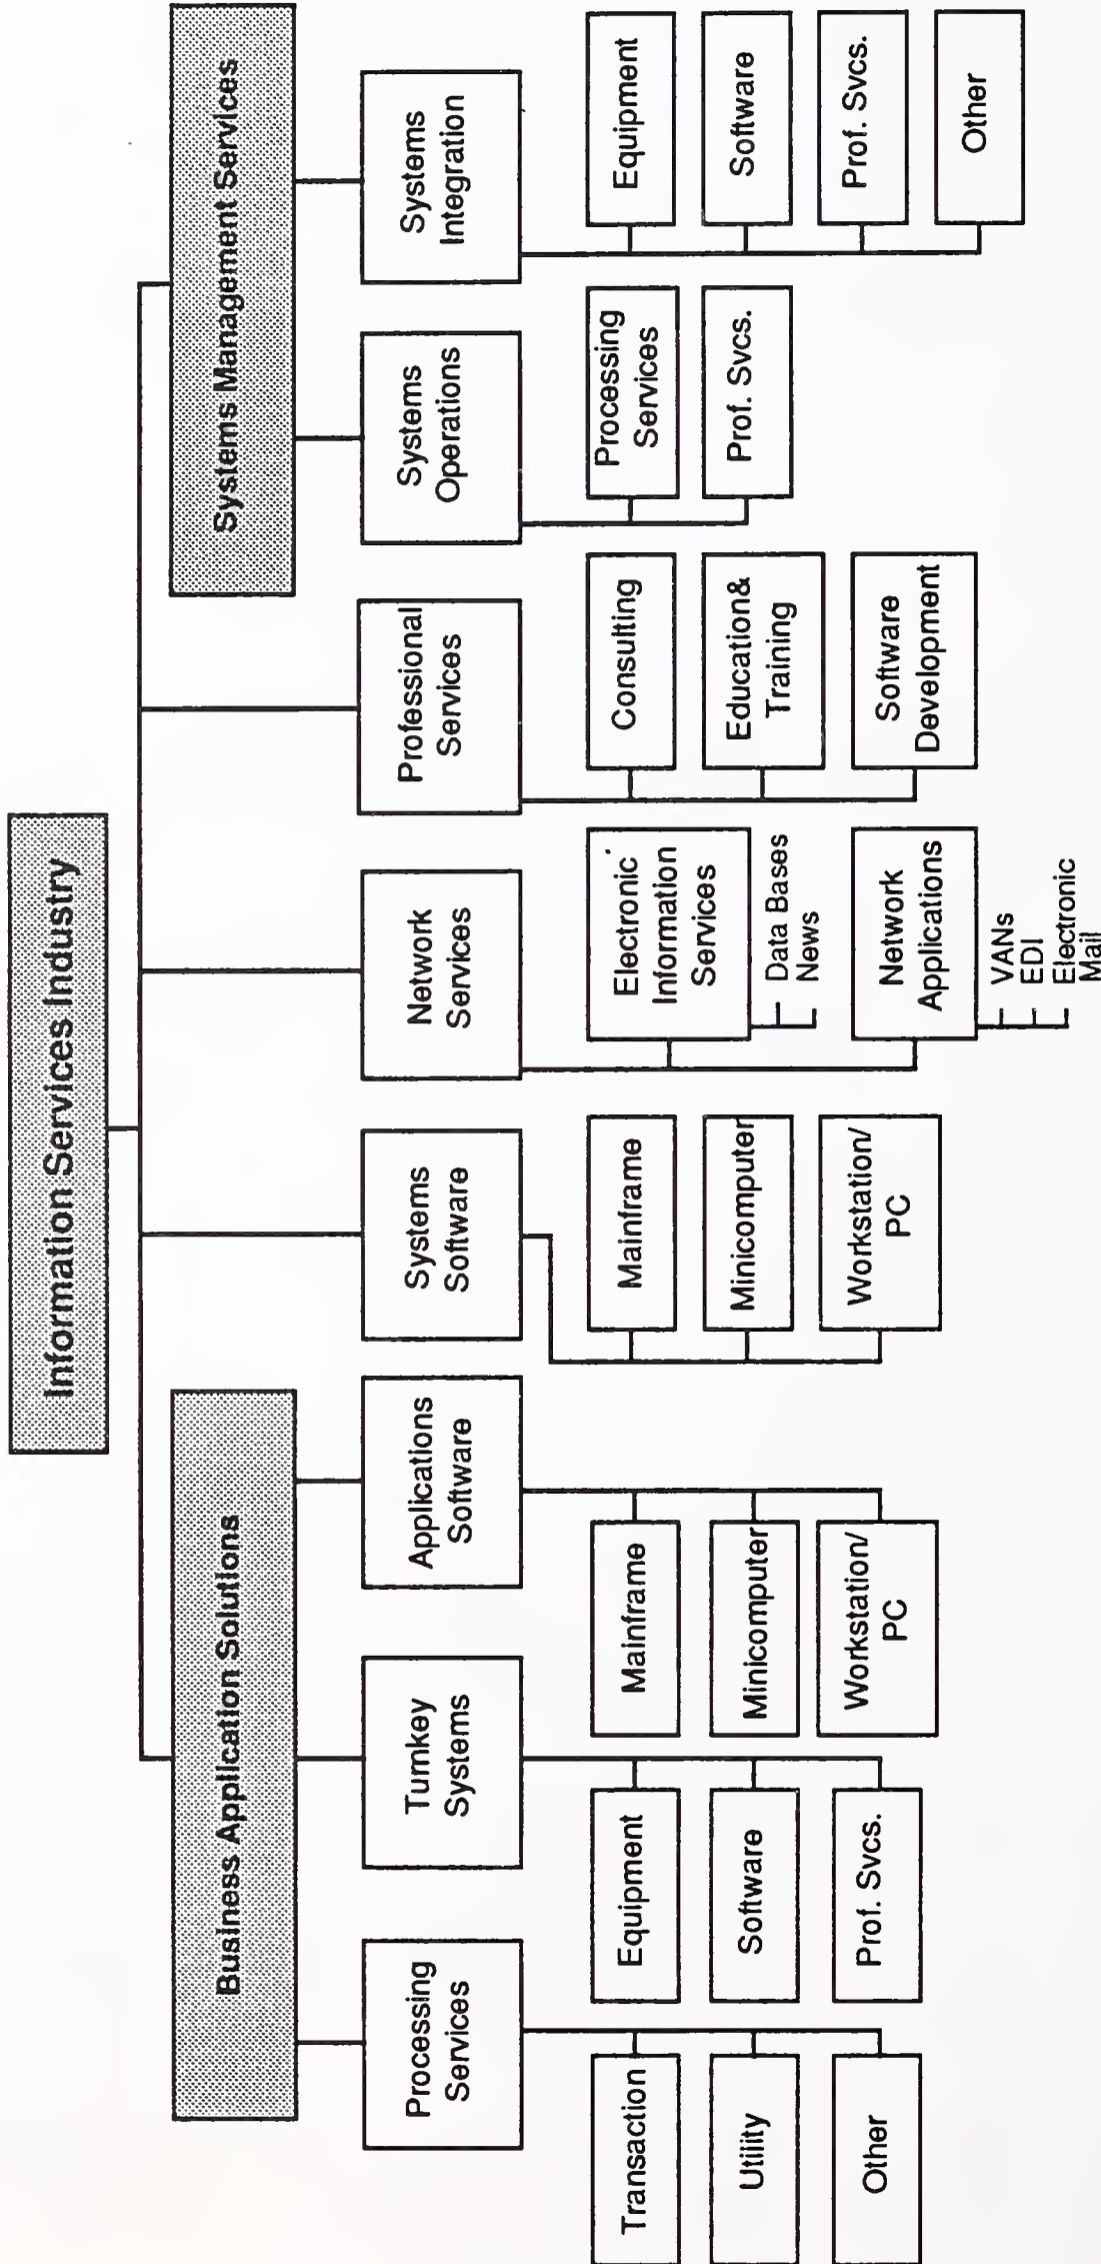 Information Services Industry
Business Application Solutions
Systems Management Services
Processing
Services
Turnkey
Systems
Applications
Software
Systems
Software
Network
Services
Professional
Services
Systems
Operations
Systems
Integration
Transaction
Utility
Other
Equipment
Software
Prof. Svcs.
Mainframe
Minicomputer
Workstation/
PC
Mainframe
Minicomputer
Workstation/
PC
Electronic
Information
Services
Data Bases
News
Network
Applications
VANs
EDI
Electronic
Mail
Consulting
Education&
Training
Software
Development
Processing
Services
Prof. Svcs.
Equipment
Software
Prof. Svcs.
Other